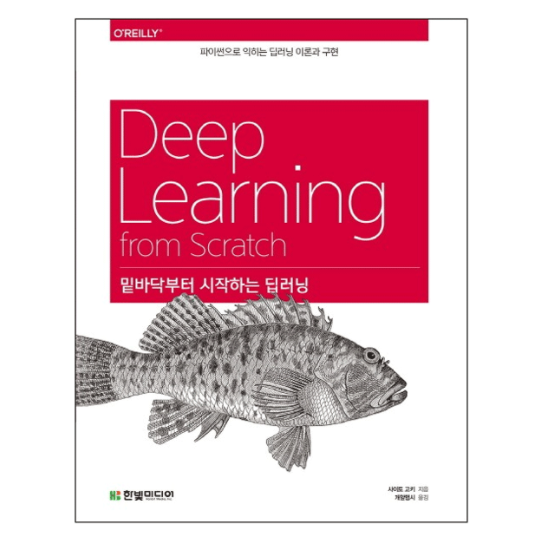 O'REILLY®
파이썬으로 익히는 딥러닝 이론과 구현
Deep
Learning
from Scratch
밑바닥부터 시작하는 딥러닝
한빛미디어
사이토 고키 지음
개앞맵시 옮김